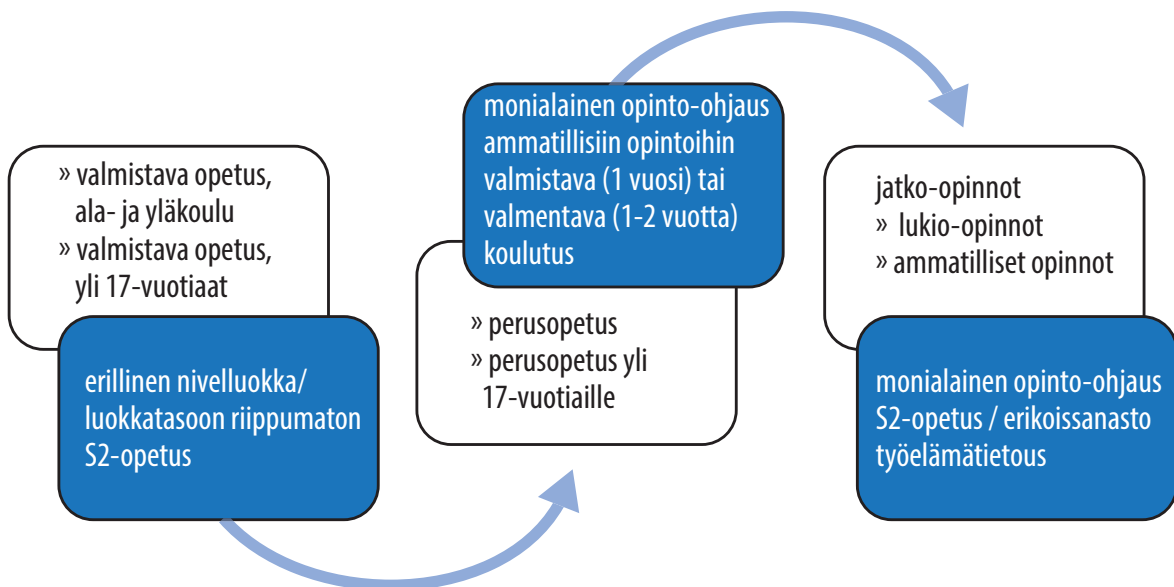 » valmistava opetus,
ala- ja yläkoulu
» valmistava opetus,
yli 17-vuotiaat
erillinen nivelluokka/
luokkatasoon riippumaton
S2-opetus
monialainen opinto-ohjaus
ammatillisiin opintoihin
valmistava (1 vuosi) tai
valmentava (1-2 vuotta)
koulutus
» perusopetus
» perusopetus yli
17-vuotiaille
jatko-opinnot
» lukio-opinnot
» ammatilliset opinnot
monialainen opinto-ohjaus
S2-opetus / erikoissanasto
työelämätietous